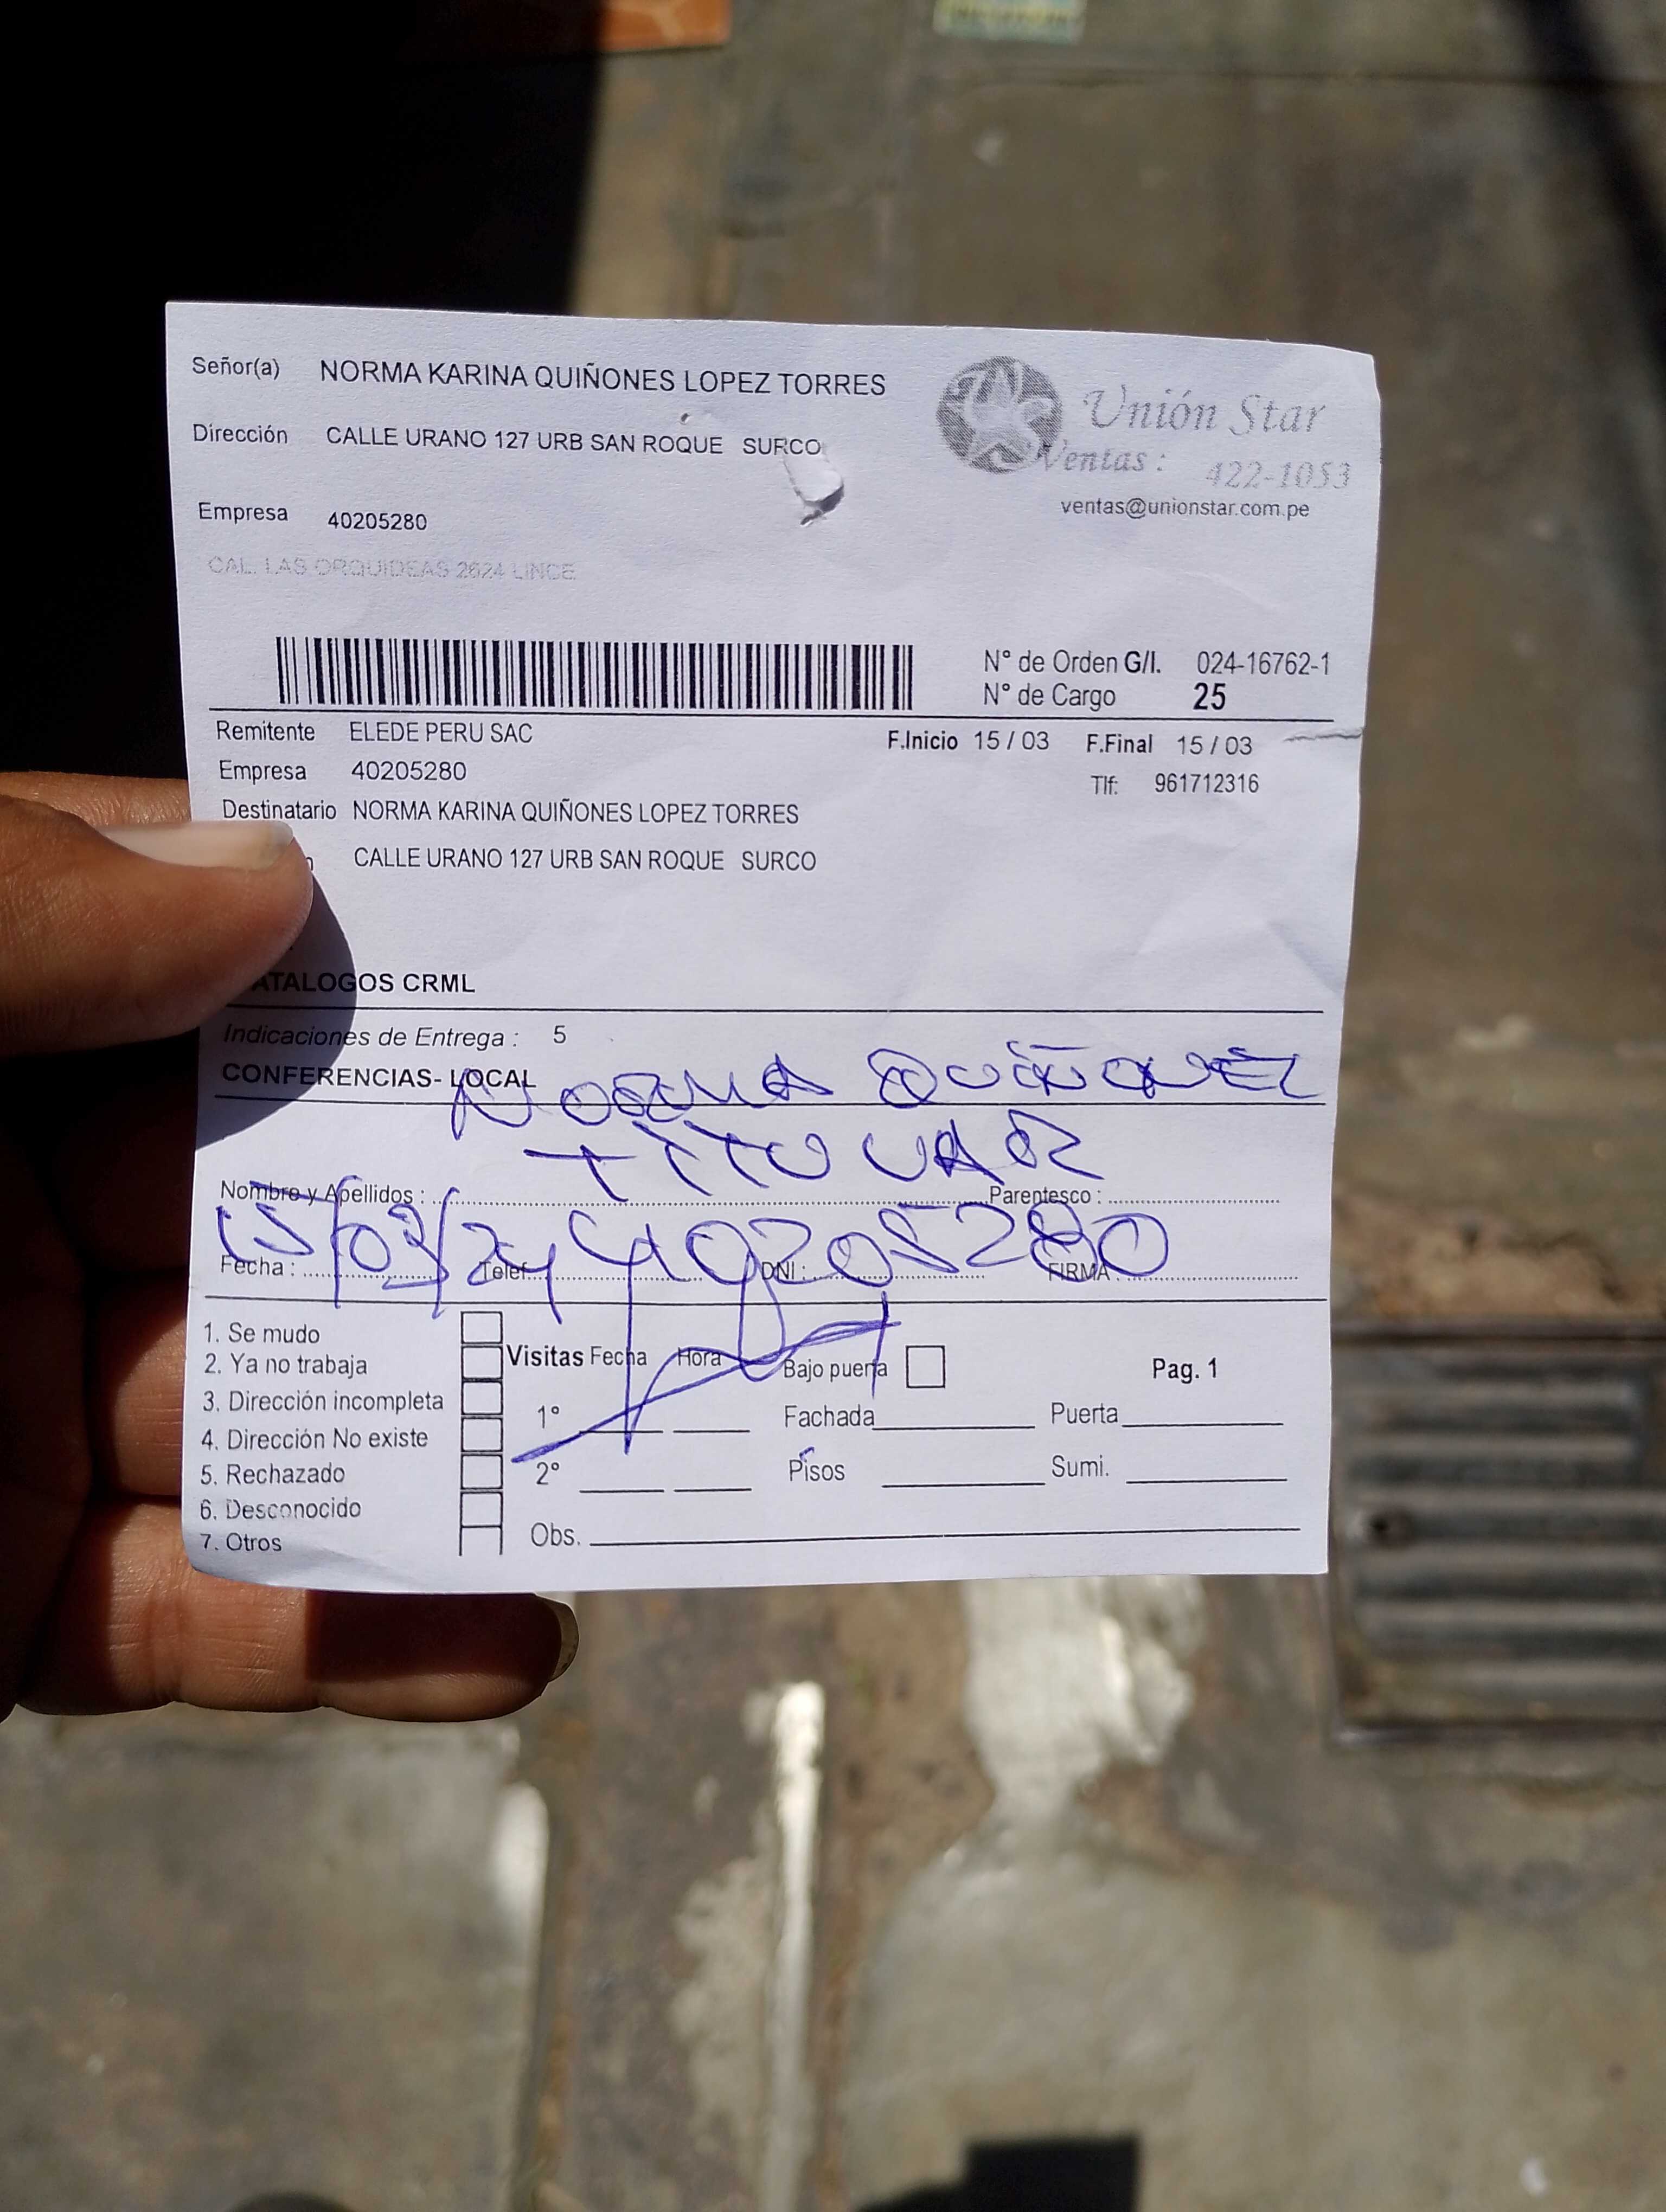 Señor(a) NORMA KARINA QUIÑONES LOPEZ TORRES
Unión Star
Dirección CALLE URANO 127 URB SAN ROQUE SURCO
Ventas : 422-1053
ventas@unionstar.com.pe
Empresa 40205280
CAL. LAS ORQUIDEAS 2624 LINCE
N° de Orden G/I. 024-16762-1
N° de Cargo 25
Remitente ELEDE PERU SAC
F.Inicio 15 / 03 F.Final 15 / 03
Empresa 40205280
Tlf: 961712316
Destinatario NORMA KARINA QUIÑONES LOPEZ TORRES
CALLE URANO 127 URB SAN ROQUE SURCO
ATALOGOS CRML
Indicaciones de Entrega : 5
CONFERENCIAS- LOCAL
NORMA
TITULAR
Nombre y Apellidos : Parentesco :
15/03/24 40205280
Fecha : Telef. DNI : FIRMA :
1. Se mudo
2. Ya no trabaja
3. Dirección incompleta
4. Dirección No existe
5. Rechazado
6. Desconocido
7. Otros
Visitas Fecha Hora Bajo puerta Pag. 1
1° Fachada Puerta
2° Pisos Sumi.
Obs.